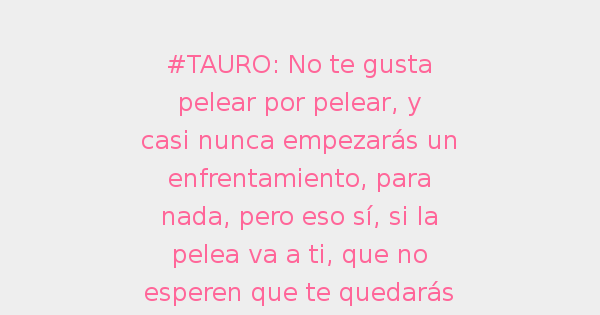 #TAURO: No te gusta
pelear por pelear, y
casi nunca empezarás un
enfrentamiento, para
nada, pero eso sí, si la
pelea va a ti, que no
esperen que te quedarás